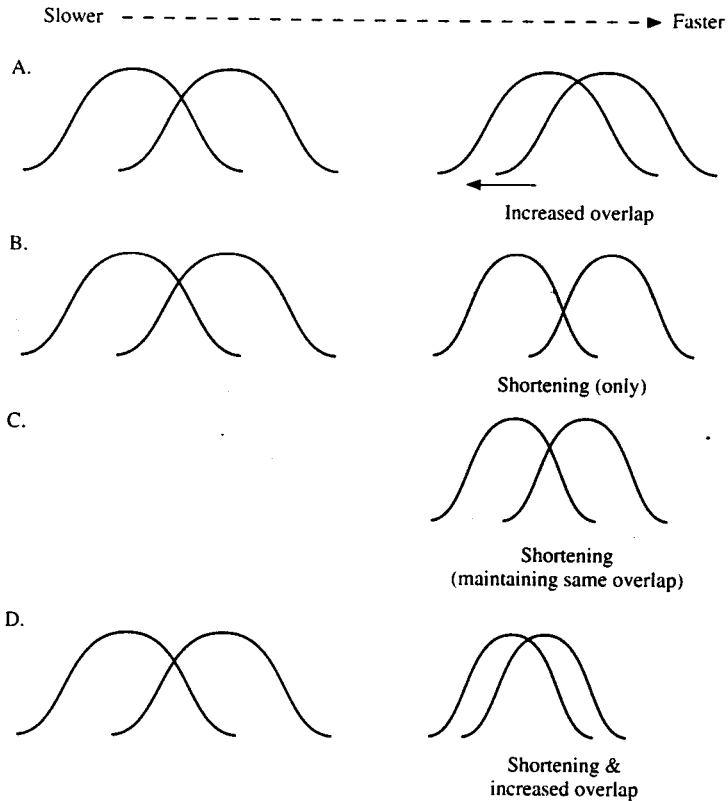 Slower Faster
A.
Increased overlap
B.
Shortening (only)
C.
Shortening
(maintaining same overlap)
D.
Shortening &
increased overlap